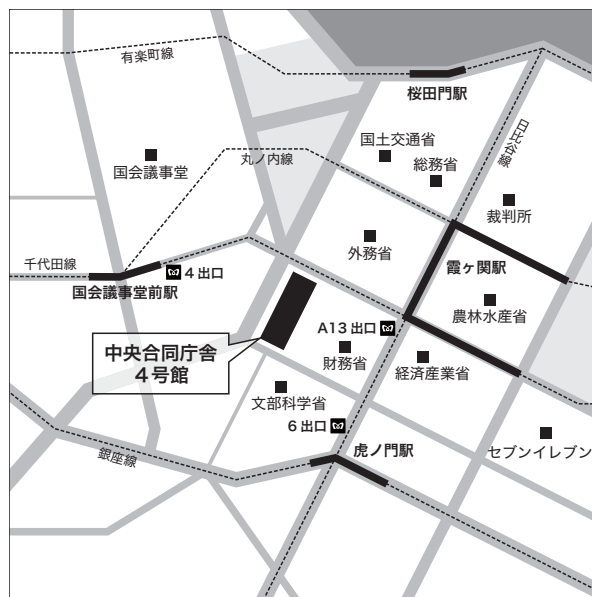 有楽町線
桜田門駅
日比谷線
国土交通省
総務省
丸ノ内線
国会議事堂
裁判所
外務省
千代田線
4出口
霞ヶ関駅
国会議事堂前駅
農林水産省
A13出口
中央合同庁舎
4号館
財務省
経済産業省
文部科学省
6出口
虎ノ門駅
セブンイレブン
銀座線